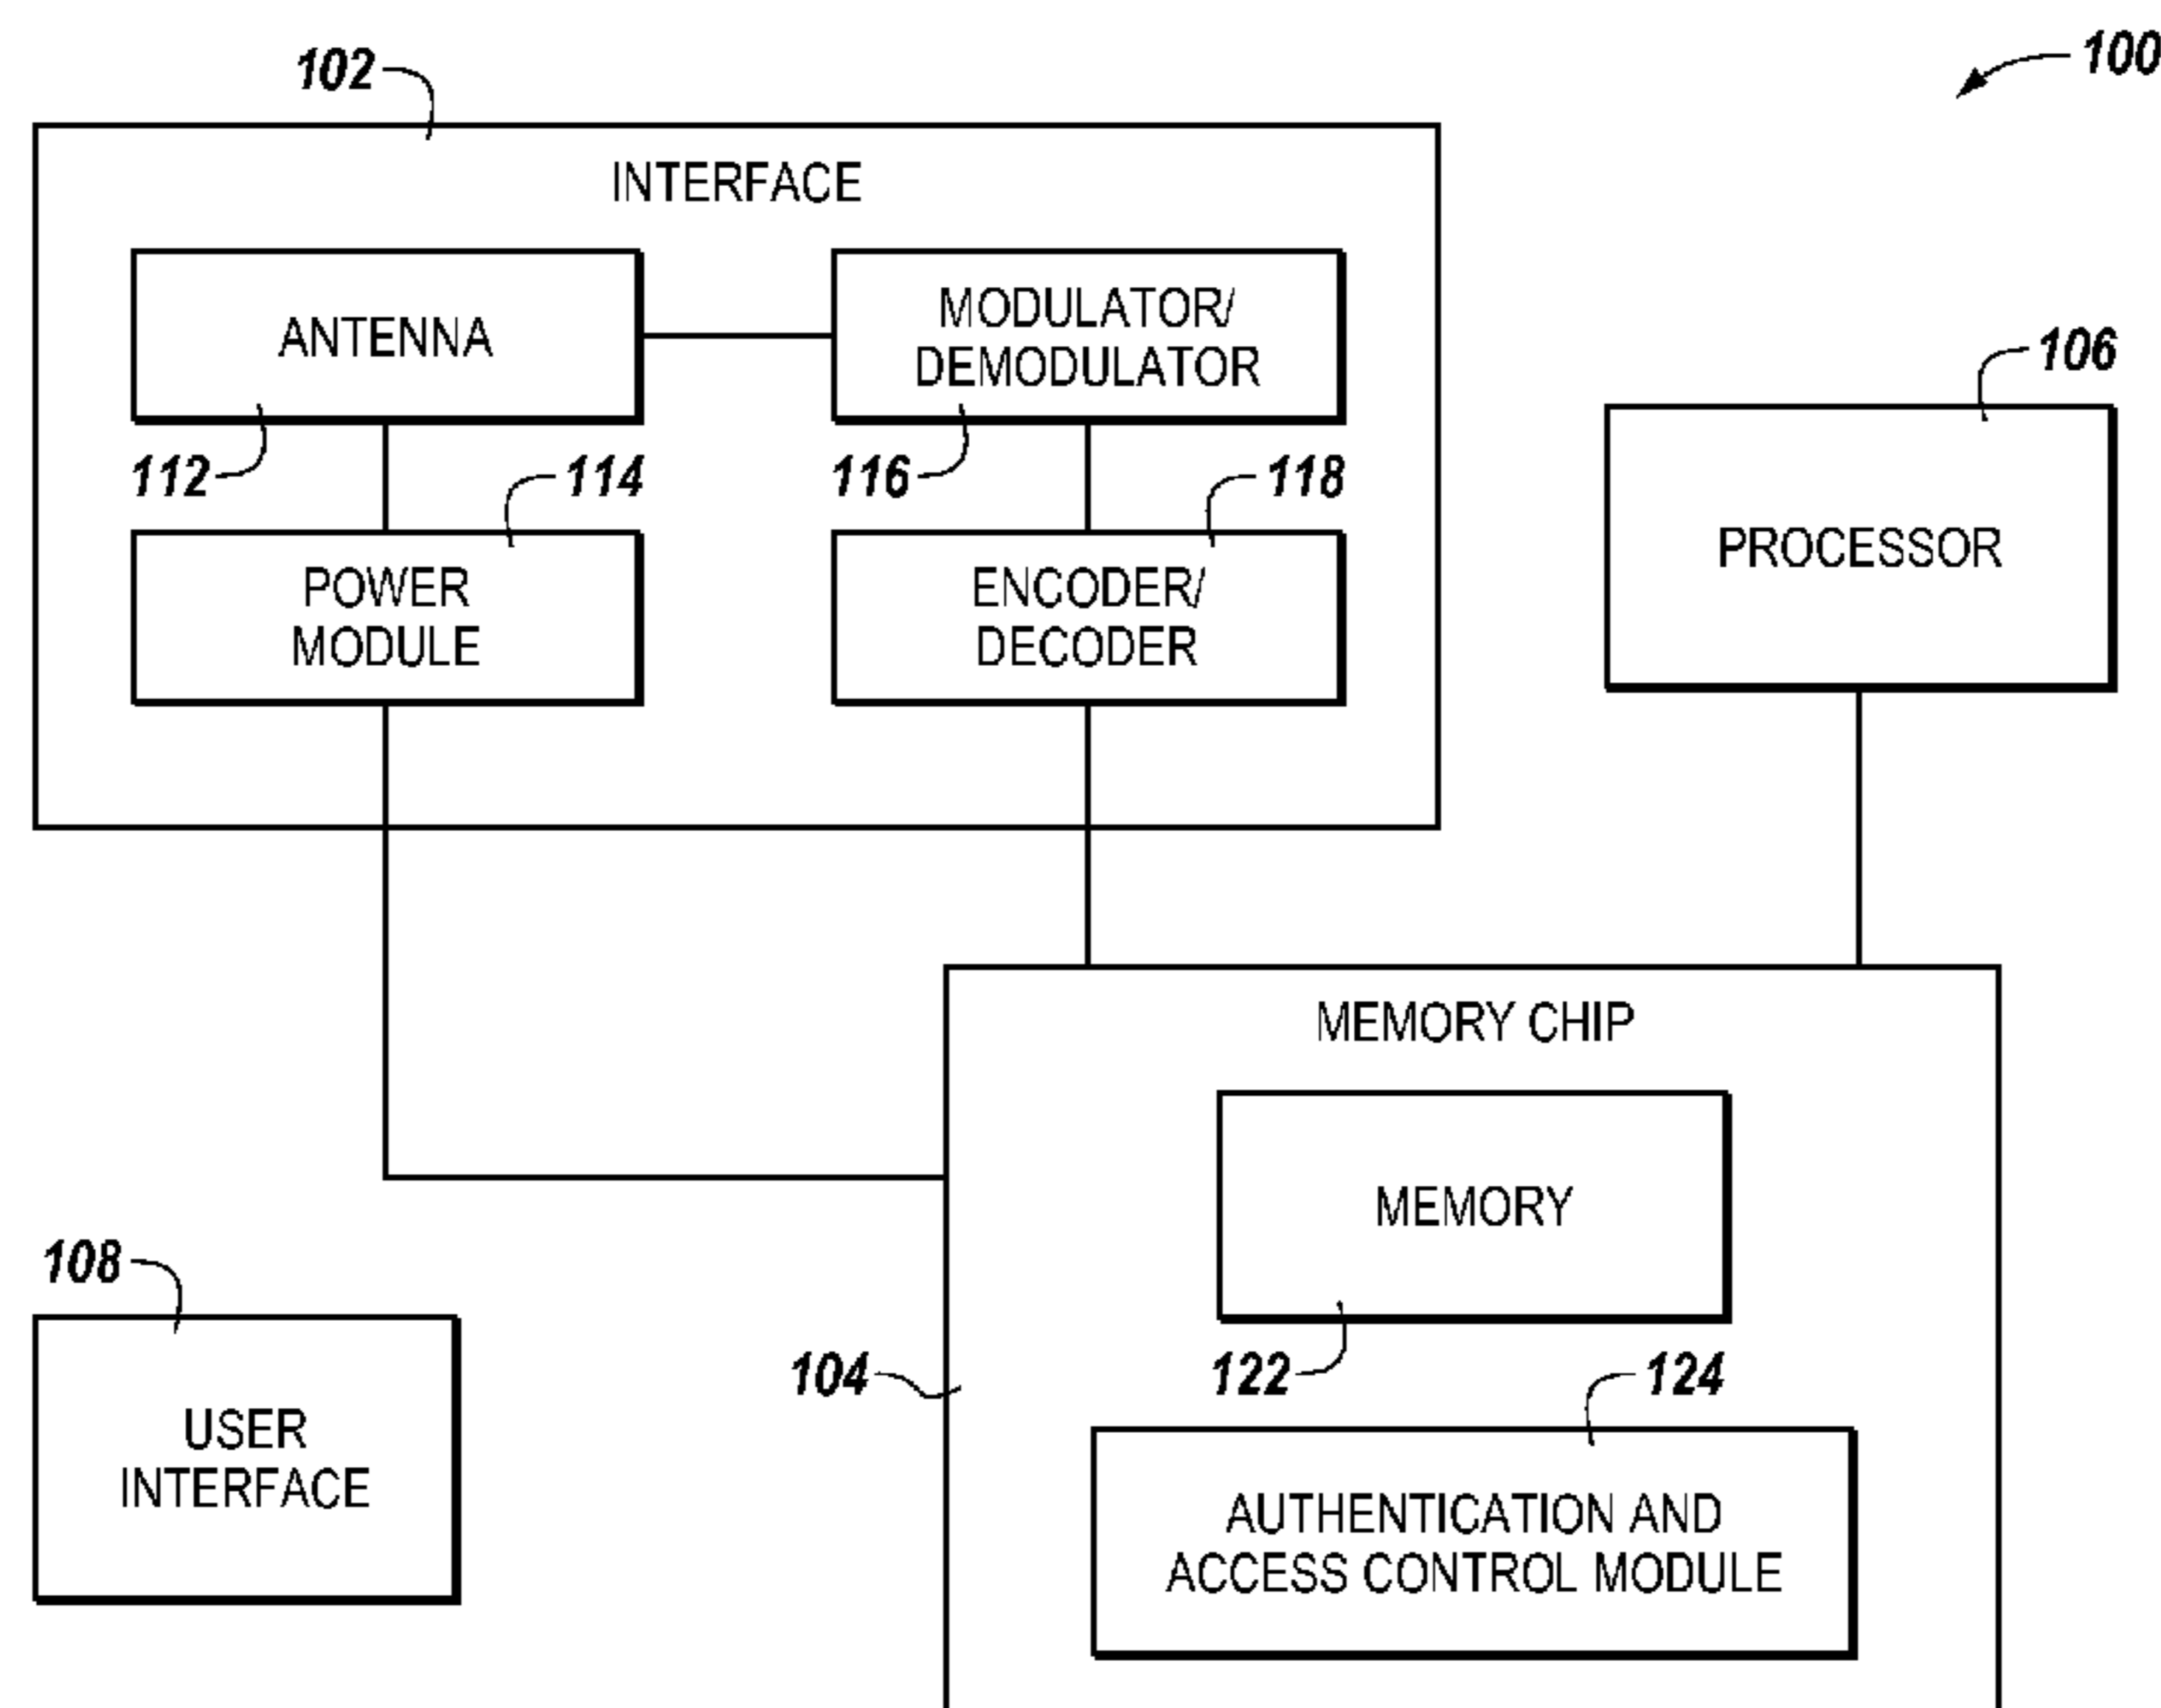 102
100
INTERFACE
ANTENNA
MODULATOR/
DEMODULATOR
106
112
114
116
118
PROCESSOR
POWER
MODULE
ENCODER/
DECODER
MEMORY CHIP
MEMORY
108
104
122
124
USER
INTERFACE
AUTHENTICATION AND
ACCESS CONTROL MODULE